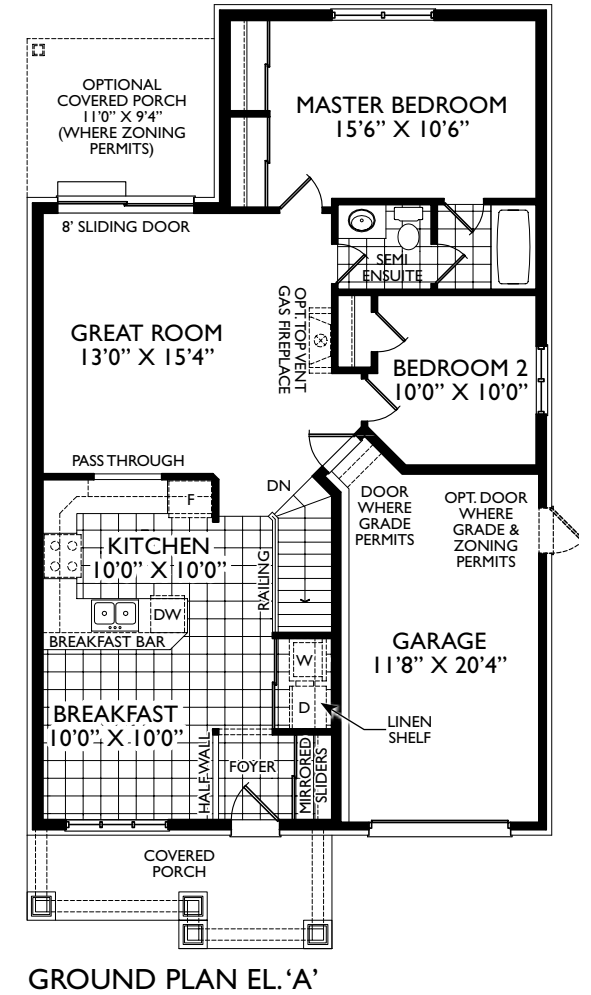 OPTIONAL
COVERED PORCH
11'0" X 9'4"
(WHERE ZONING
PERMITS)
MASTER BEDROOM
15'6" X 10'6"
8' SLIDING DOOR
SEMI
ENSUITE
GREAT ROOM
13'0" X 15'4"
OPT. TOP VENT
GAS FIREPLACE
BEDROOM 2
10'0" X 10'0"
PASS THROUGH
F
DN
DOOR
WHERE
GRADE
PERMITS
OPT. DOOR
WHERE
GRADE &
ZONING
PERMITS
KITCHEN
10'0" X 10'0"
RAILING
DW
BREAKFAST BAR
GARAGE
11'8" X 20'4"
W
D
LINEN
SHELF
BREAKFAST
10'0" X 10'0"
HALF WALL
FOYER
MIRRORED
SLIDERS
COVERED
PORCH
GROUND PLAN EL. 'A'